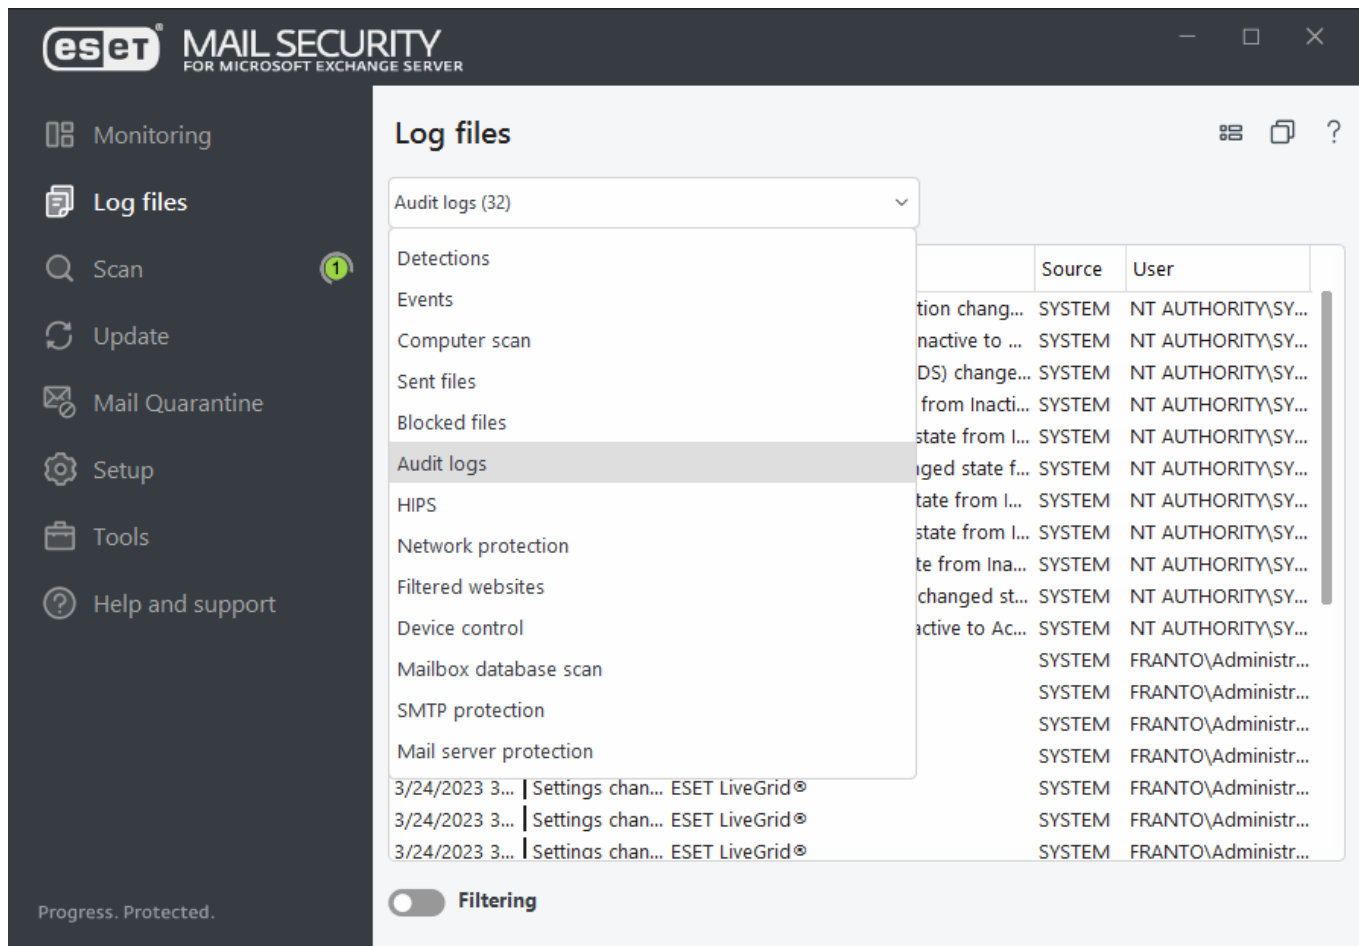 eset® MAIL SECURITY
FOR MICROSOFT EXCHANGE SERVER
Monitoring
Log files
Scan 1
Update
Mail Quarantine
Setup
Tools
Help and support
Progress. Protected.
Log files
?
Audit logs (32)
Detections
Events
Computer scan
Sent files
Blocked files
Audit logs
HIPS
Network protection
Filtered websites
Device control
Mailbox database scan
SMTP protection
Mail server protection
Source User
tion chang... SYSTEM NT AUTHORITY\SY...
nactive to ... SYSTEM NT AUTHORITY\SY...
DS) change... SYSTEM NT AUTHORITY\SY...
from Inacti... SYSTEM NT AUTHORITY\SY...
state from I... SYSTEM NT AUTHORITY\SY...
ged state f... SYSTEM NT AUTHORITY\SY...
tate from I... SYSTEM NT AUTHORITY\SY...
state from I... SYSTEM NT AUTHORITY\SY...
te from Ina... SYSTEM NT AUTHORITY\SY...
changed st... SYSTEM NT AUTHORITY\SY...
active to Ac... SYSTEM NT AUTHORITY\SY...
SYSTEM FRANTO\Administr...
SYSTEM FRANTO\Administr...
SYSTEM FRANTO\Administr...
SYSTEM FRANTO\Administr...
3/24/2023 3... Settings chan... ESET LiveGrid® SYSTEM FRANTO\Administr...
3/24/2023 3... Settings chan... ESET LiveGrid® SYSTEM FRANTO\Administr...
3/24/2023 3... Settings chan... ESET LiveGrid® SYSTEM FRANTO\Administr...
Filtering